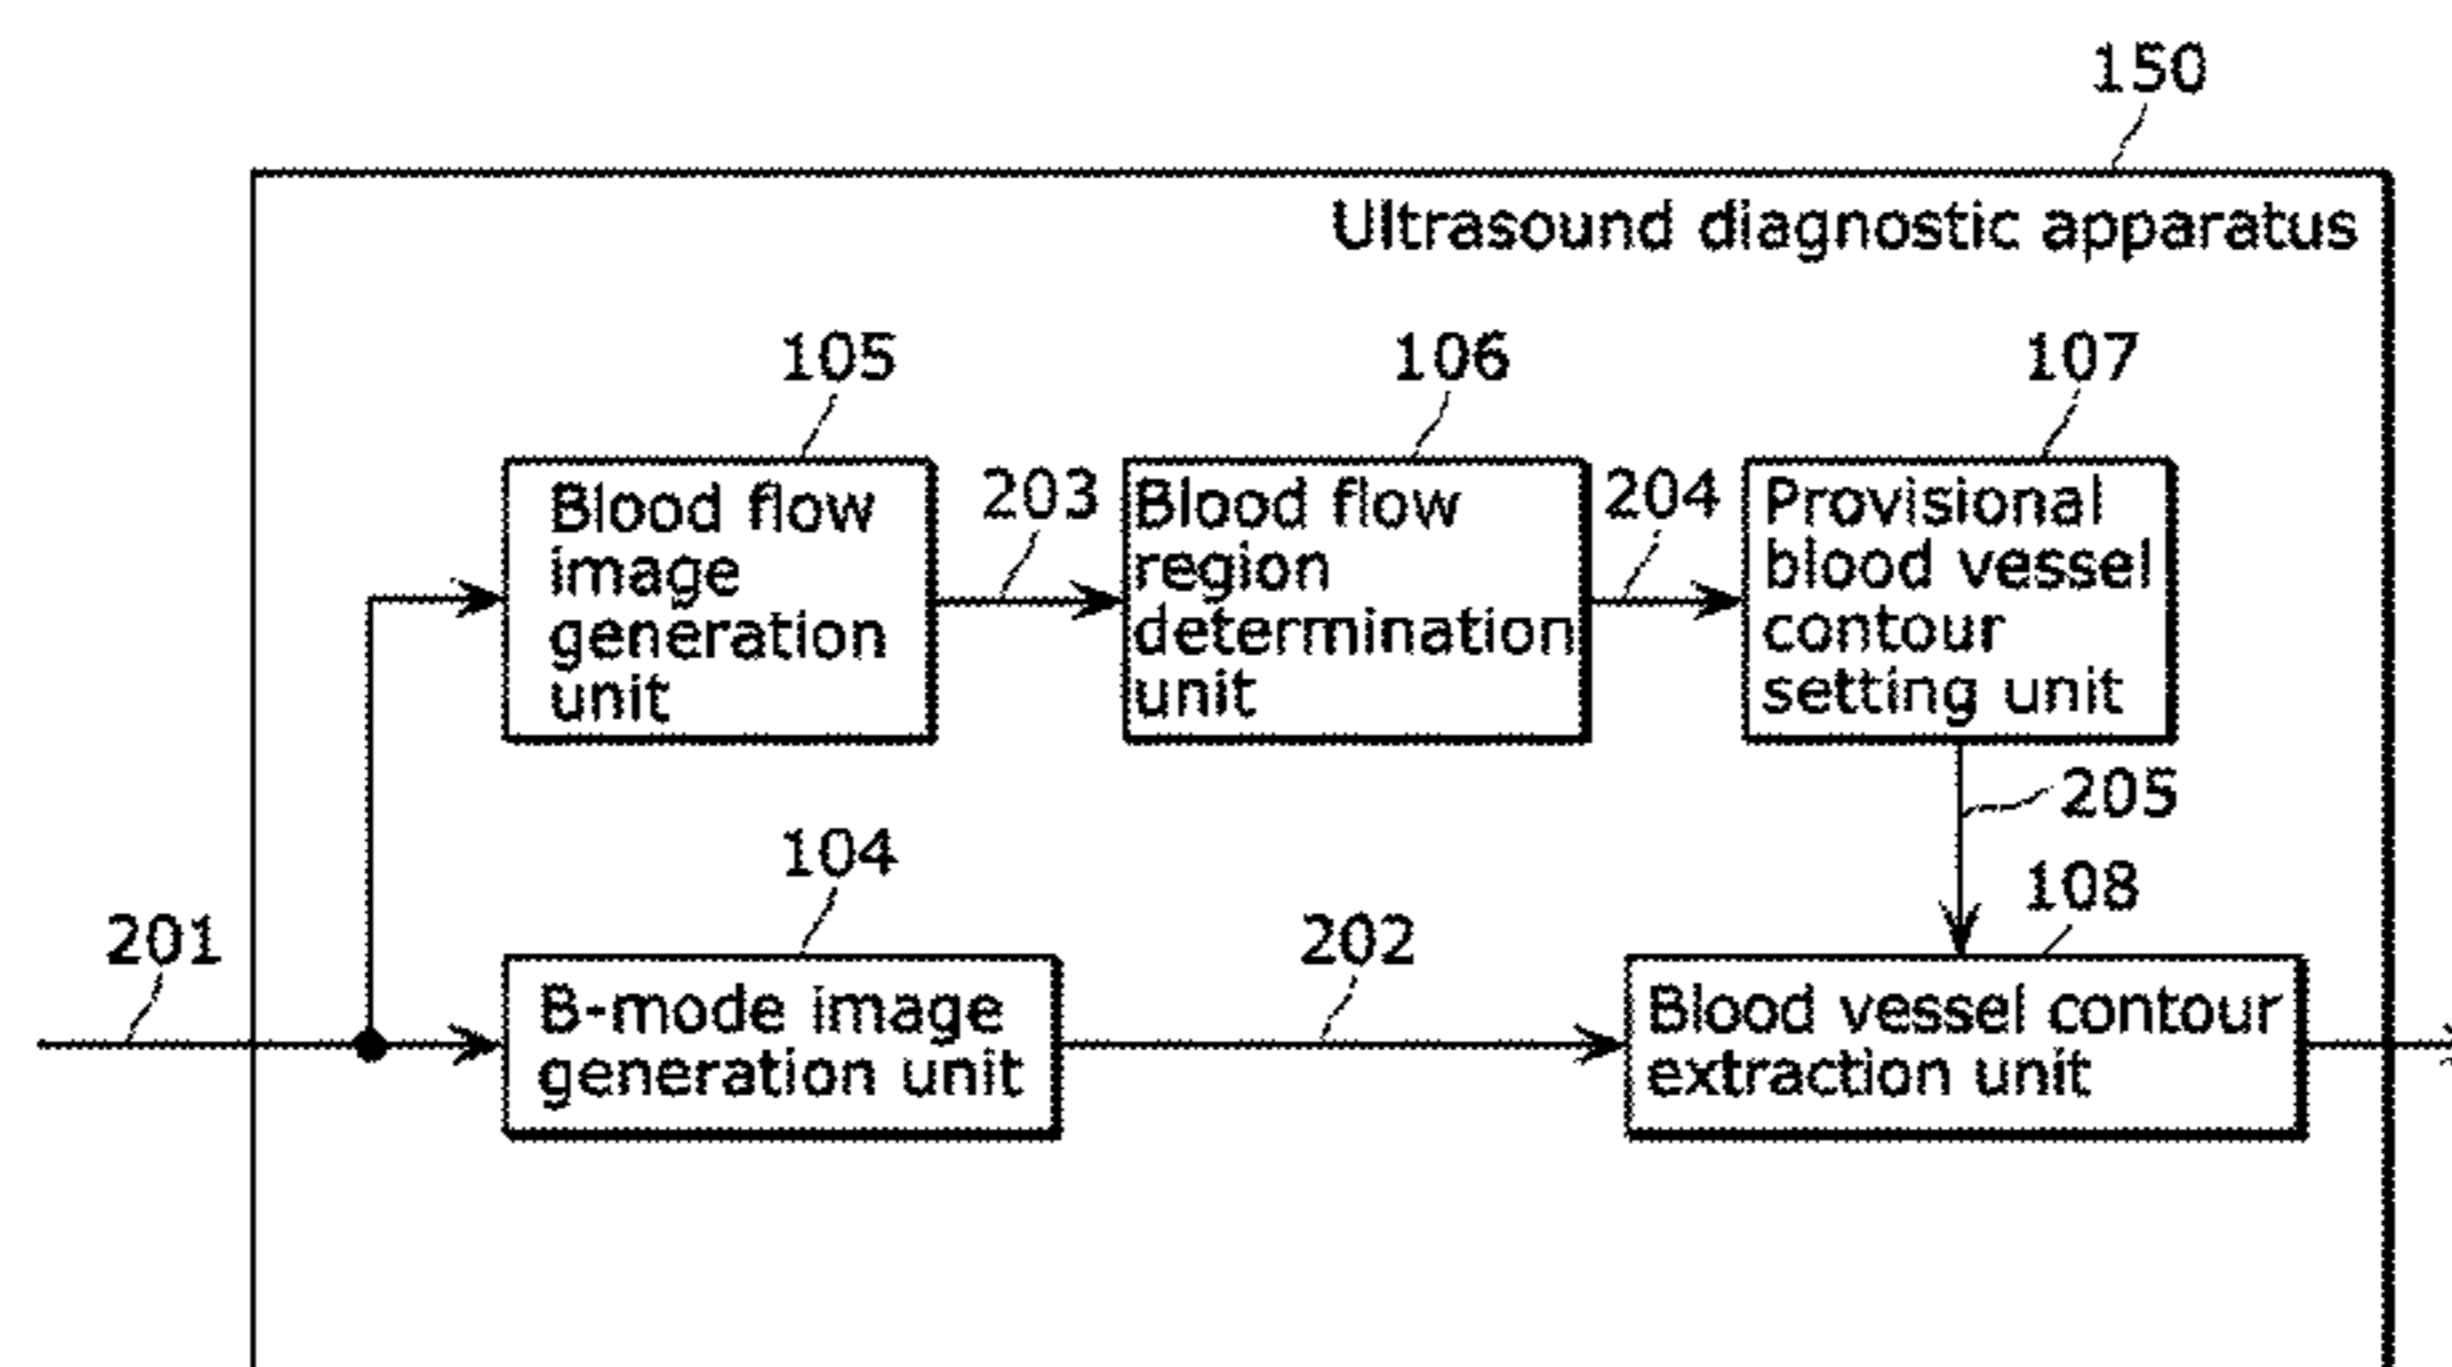 150
Ultrasound diagnostic apparatus
105
106
107
Blood flow
image
generation
unit
203
Blood flow
region
determination
unit
204
Provisional
blood vessel
contour
setting unit
205
104
108
201
202
B-mode image
generation unit
Blood vessel contour
extraction unit